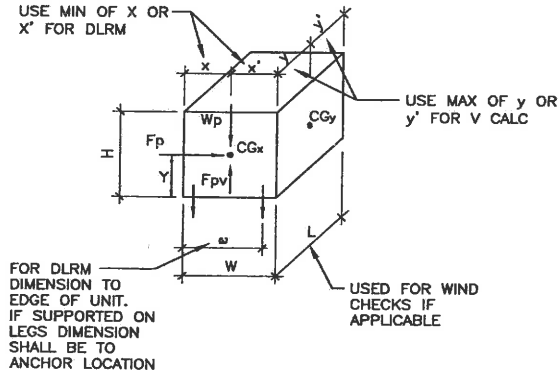 USE MIN OF X OR
X' FOR DLRM
x
x'
y
y'
USE MAX OF y OR
y' FOR V CALC
Wp
CGy
H
Fp
CGx
Y
Fpv
ω
L
W
FOR DLRM
DIMENSION TO
EDGE OF UNIT.
IF SUPPORTED ON
LEGS DIMENSION
SHALL BE TO
ANCHOR LOCATION
USED FOR WIND
CHECKS IF
APPLICABLE